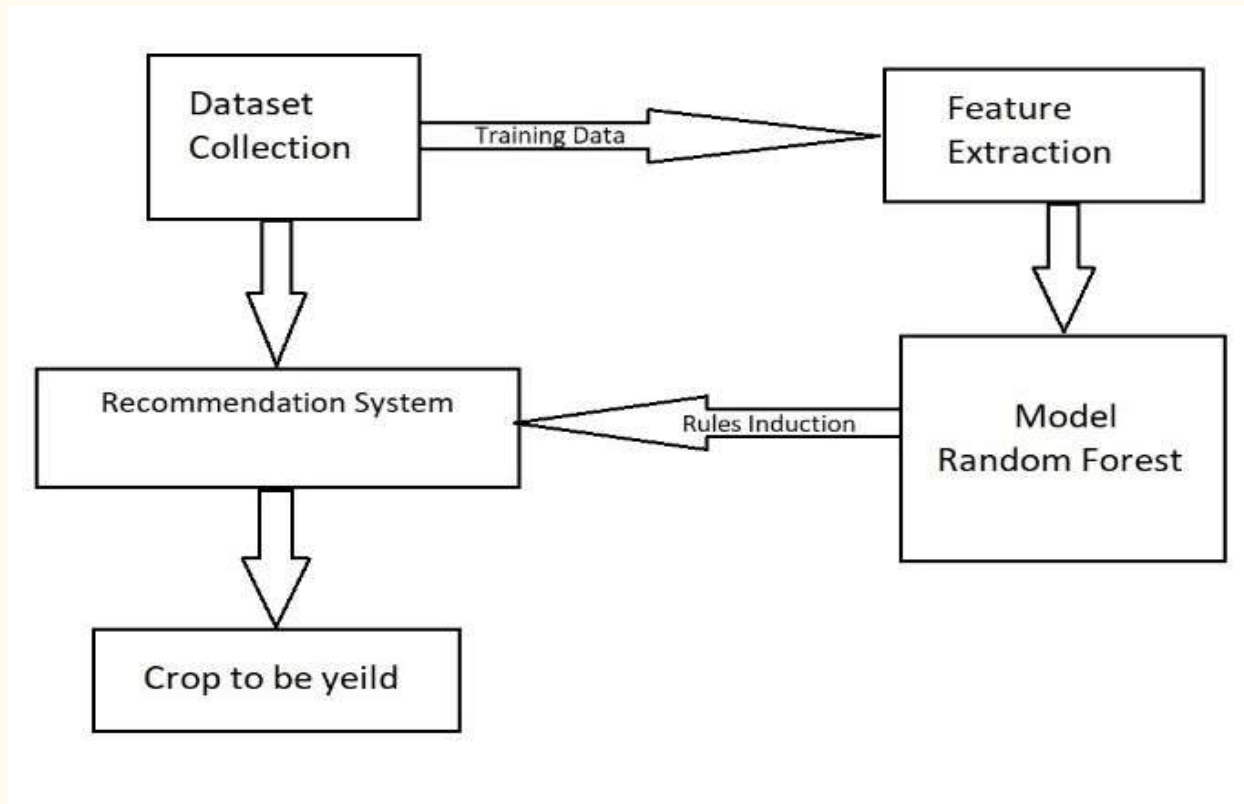 Dataset
Collection
Training Data
Feature
Extraction
Recommendation System
Rules Induction
Model
Random Forest
Crop to be yeild